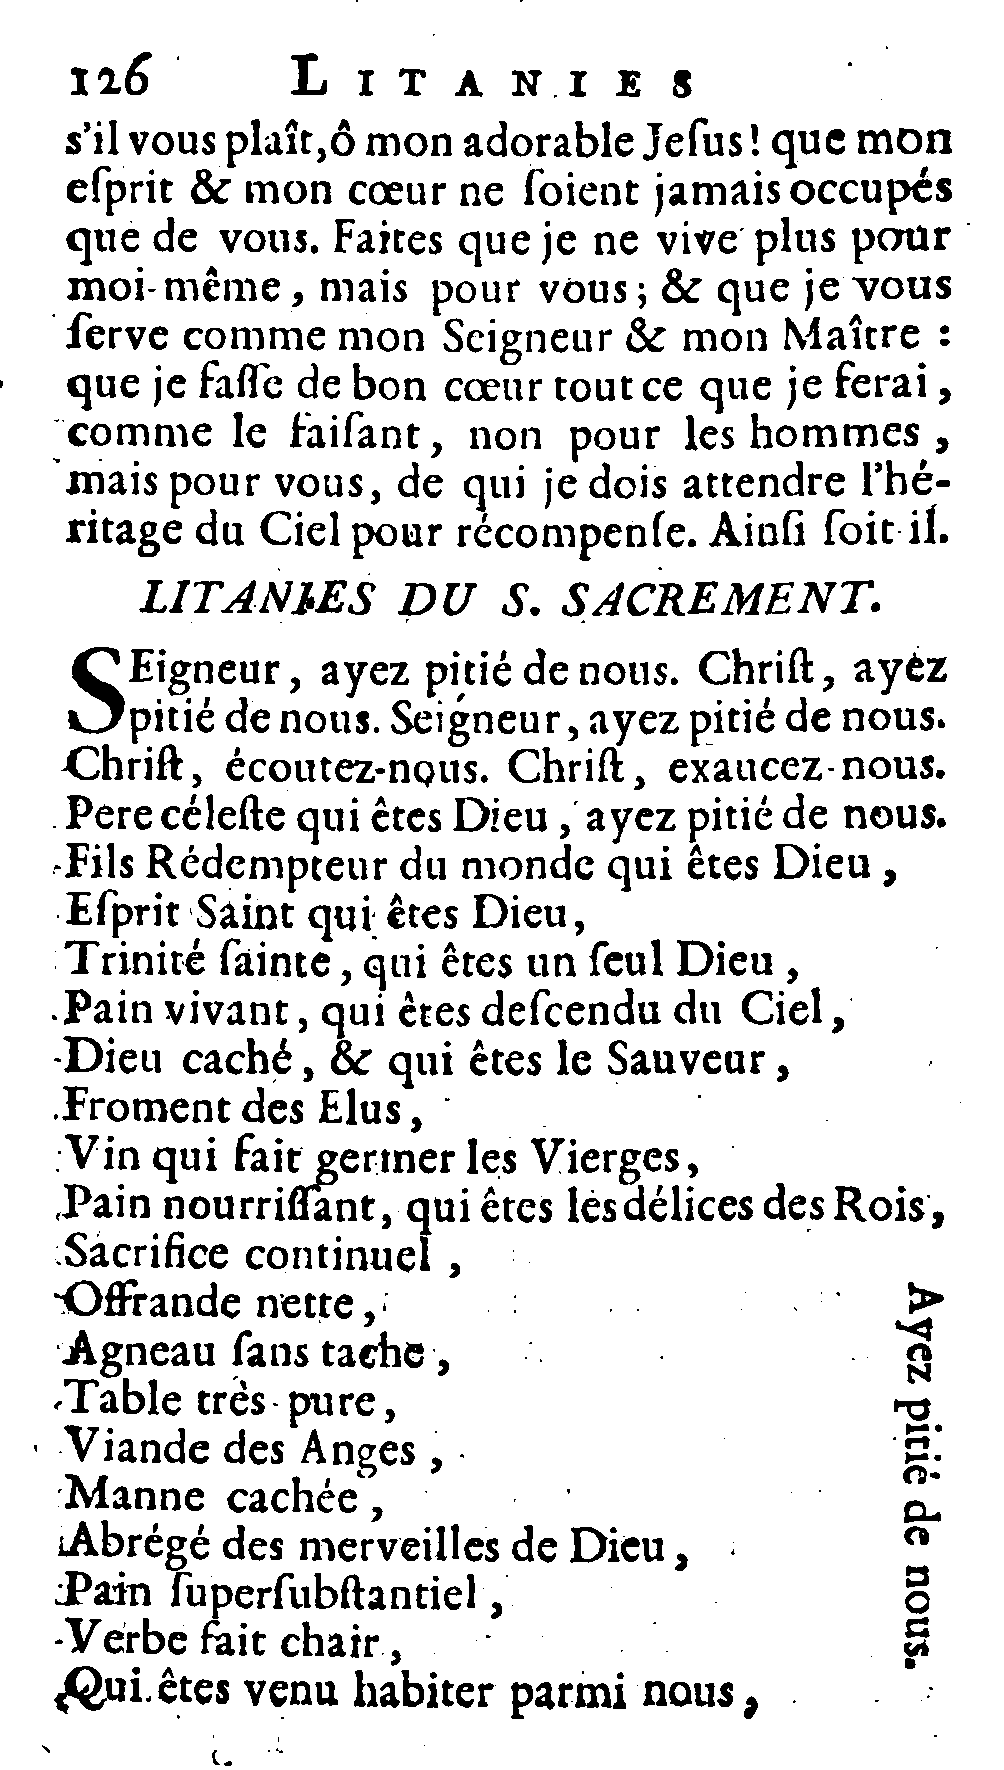 126 LITANIES
s'il vous plaît, ô mon adorable Jeſus! que mon
eſprit & mon cœur ne ſoient jamais occupés
que de vous. Faites que je ne vive plus pour
moi-même, mais pour vous; & que je vous
ſerve comme mon Seigneur & mon Maître :
que je faſſe de bon cœur tout ce que je ferai,
comme le faiſant, non pour les hommes,
mais pour vous, de qui je dois attendre l'hé-
ritage du Ciel pour récompenſe. Ainſi ſoit-il.
LITANIES DU S. SACREMENT.
SEigneur, ayez pitié de nous. Chriſt, ayez
pitié de nous. Seigneur, ayez pitié de nous.
Chriſt, écoutez-nous. Chriſt, exaucez-nous.
Pere céleſte qui êtes Dieu, ayez pitié de nous.
Fils Rédempteur du monde qui êtes Dieu,
Eſprit Saint qui êtes Dieu,
Trinité ſainte, qui êtes un ſeul Dieu,
Pain vivant, qui êtes deſcendu du Ciel,
Dieu caché, & qui êtes le Sauveur,
Froment des Elus,
Vin qui fait germer les Vierges,
Pain nourriſſant, qui êtes les délices des Rois,
Sacrifice continuel,
Offrande nette,
Agneau ſans tache,
Table très-pure,
Viande des Anges,
Manne cachée,
Abrégé des merveilles de Dieu,
Pain ſuperſubſtantiel,
Verbe fait chair,
Qui êtes venu habiter parmi nous,
Ayez pitié de nous.